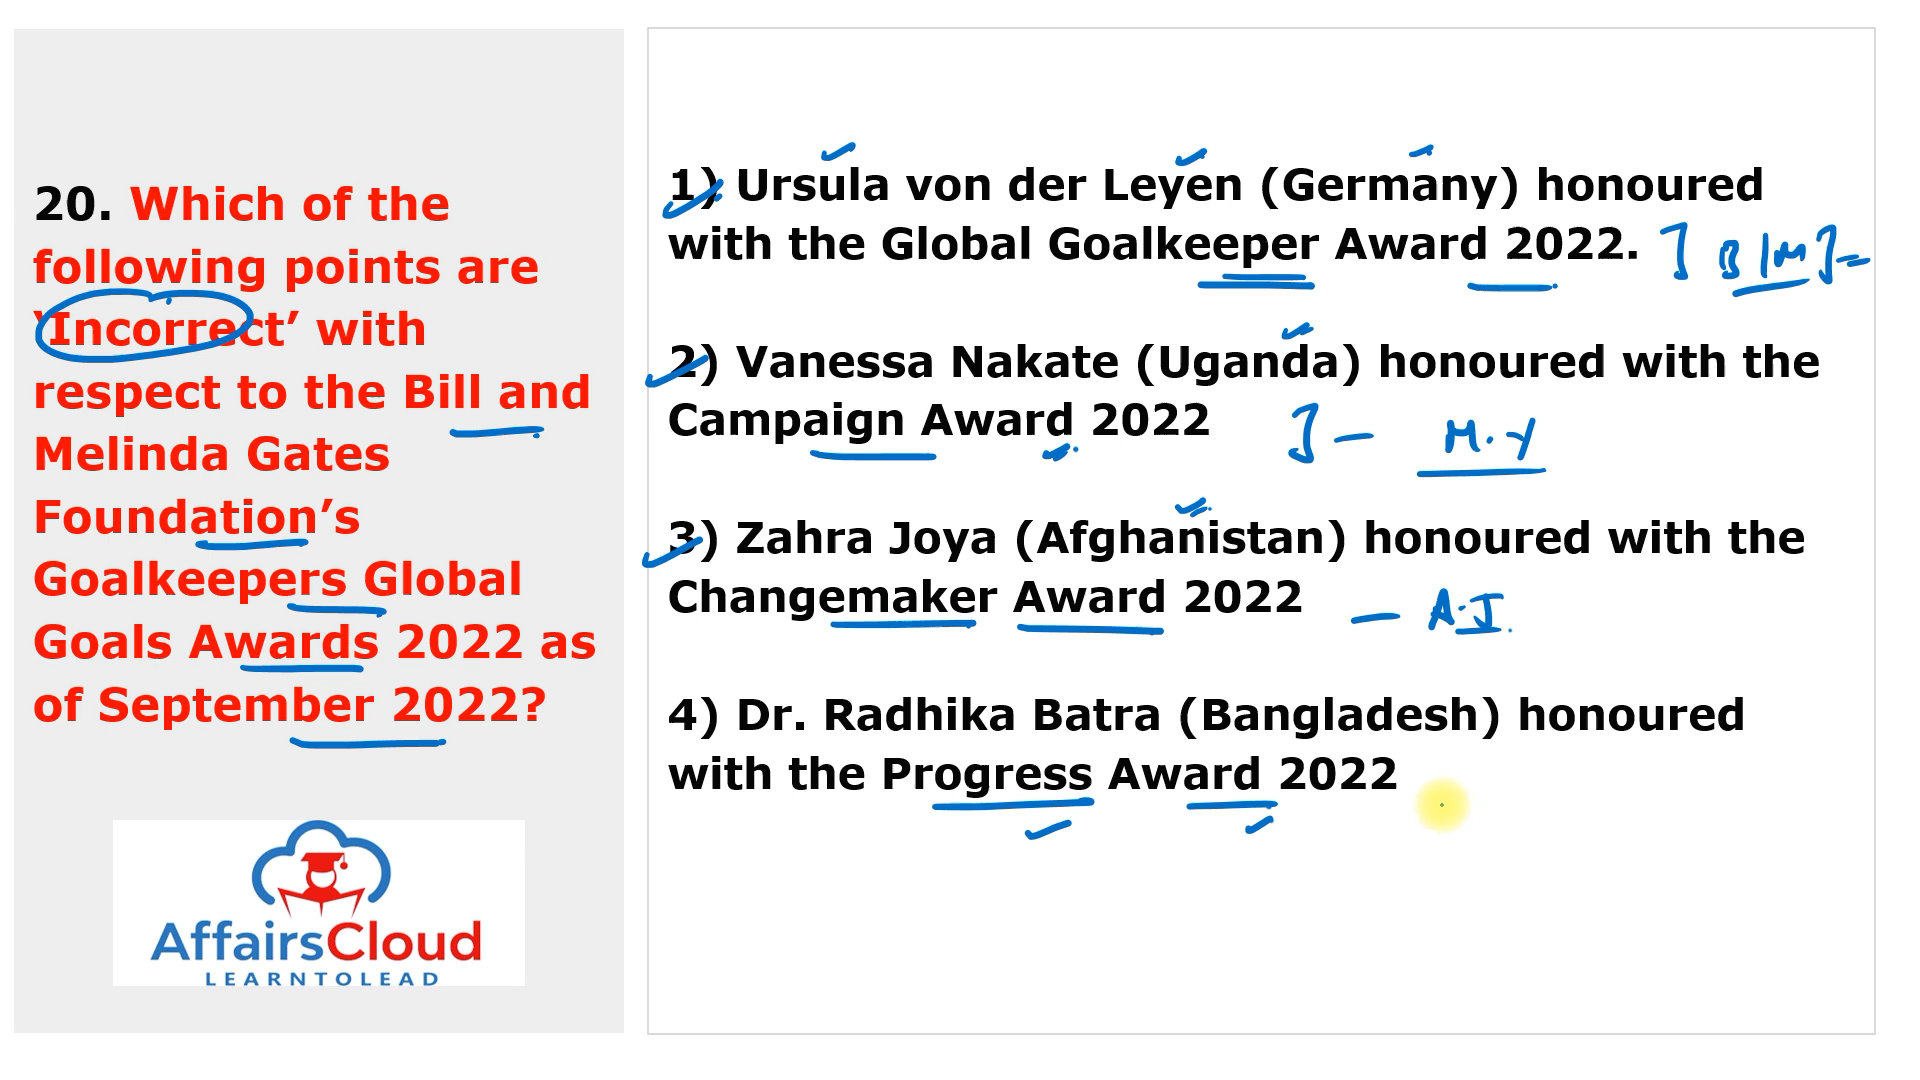 20. Which of the
following points are
‘Incorrect’ with
respect to the Bill and
Melinda Gates
Foundation’s
Goalkeepers Global
Goals Awards 2022 as
of September 2022?
AffairsCloud
LEARNTOLEAD
1) Ursula von der Leyen (Germany) honoured
with the Global Goalkeeper Award 2022. ] B/M]
2) Vanessa Nakate (Uganda) honoured with the
Campaign Award 2022 ] - M.Y
3) Zahra Joya (Afghanistan) honoured with the
Changemaker Award 2022 - A.J.
4) Dr. Radhika Batra (Bangladesh) honoured
with the Progress Award 2022